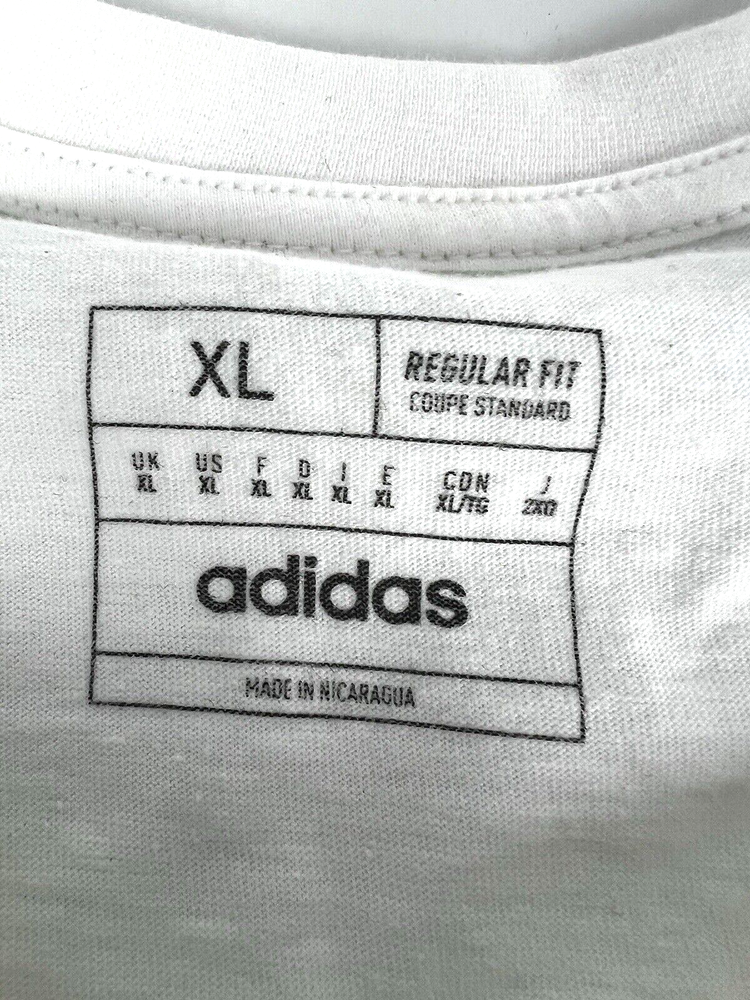 XL
REGULAR FIT
COUPE STANDARD
UK US F D I E CDN J
XL XL XL XL XL XL XL/TG 2XO
adidas
MADE IN NICARAGUA